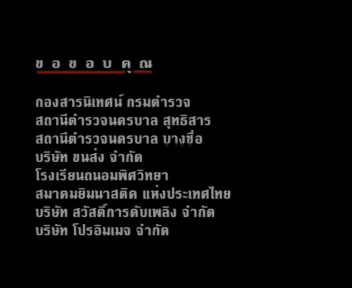 ขอขอบคุณ
กองสารนิเทศน์ กรมตำรวจ
สถานีตำรวจนครบาล สุทธิสาร
สถานีตำรวจนครบาล บางซื่อ
บริษัท ขนส่ง จำกัด
โรงเรียนถนอมพิศวิทยา
สมาคมยิมนาสติค แห่งประเทศไทย
บริษัท สวัสดิ์การดับเพลิง จำกัด
บริษัท โปรอิมเมจ จำกัด